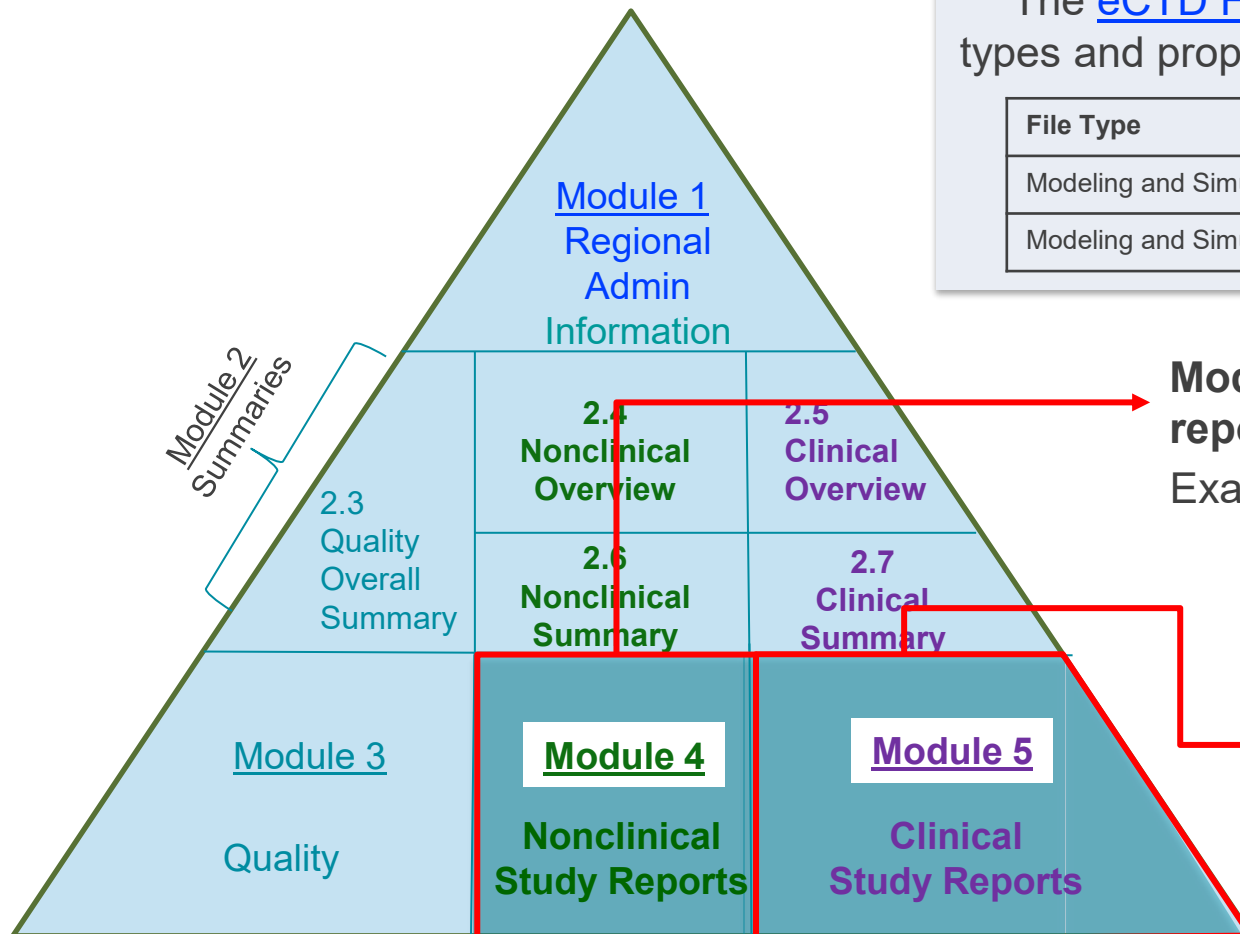 The eCTD F
types and prop
File Type
Modeling and Sim
Modeling and Sim
Module 1
Regional
Admin
Information
Module 2
Summaries
2.3
Quality
Overall
Summary
2.4
Nonclinical
Overview
2.5
Clinical
Overview
2.6
Nonclinical
Summary
2.7
Clinical
Summary
Mod
repo
Exa
Module 3
Quality
Module 4
Nonclinical
Study Reports
Module 5
Clinical
Study Reports